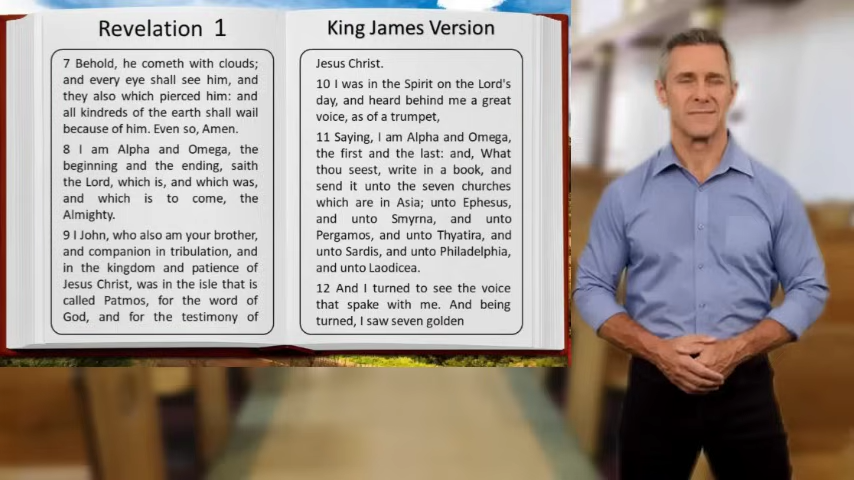 Revelation 1
7 Behold, he cometh with clouds;
and every eye shall see him, and
they also which pierced him: and
all kindreds of the earth shall wail
because of him. Even so, Amen.
8 I am Alpha and Omega, the
beginning and the ending, saith
the Lord, which is, and which was,
and which is to come, the
Almighty.
9 I John, who also am your brother,
and companion in tribulation, and
in the kingdom and patience of
Jesus Christ, was in the isle that is
called Patmos, for the word of
God, and for the testimony of
King James Version
Jesus Christ.
10 I was in the Spirit on the Lord's
day, and heard behind me a great
voice, as of a trumpet,
11 Saying, I am Alpha and Omega,
the first and the last: and, What
thou seest, write in a book, and
send it unto the seven churches
which are in Asia; unto Ephesus,
and unto Smyrna, and unto
Pergamos, and unto Thyatira, and
unto Sardis, and unto Philadelphia,
and unto Laodicea.
12 And I turned to see the voice
that spake with me. And being
turned, I saw seven golden